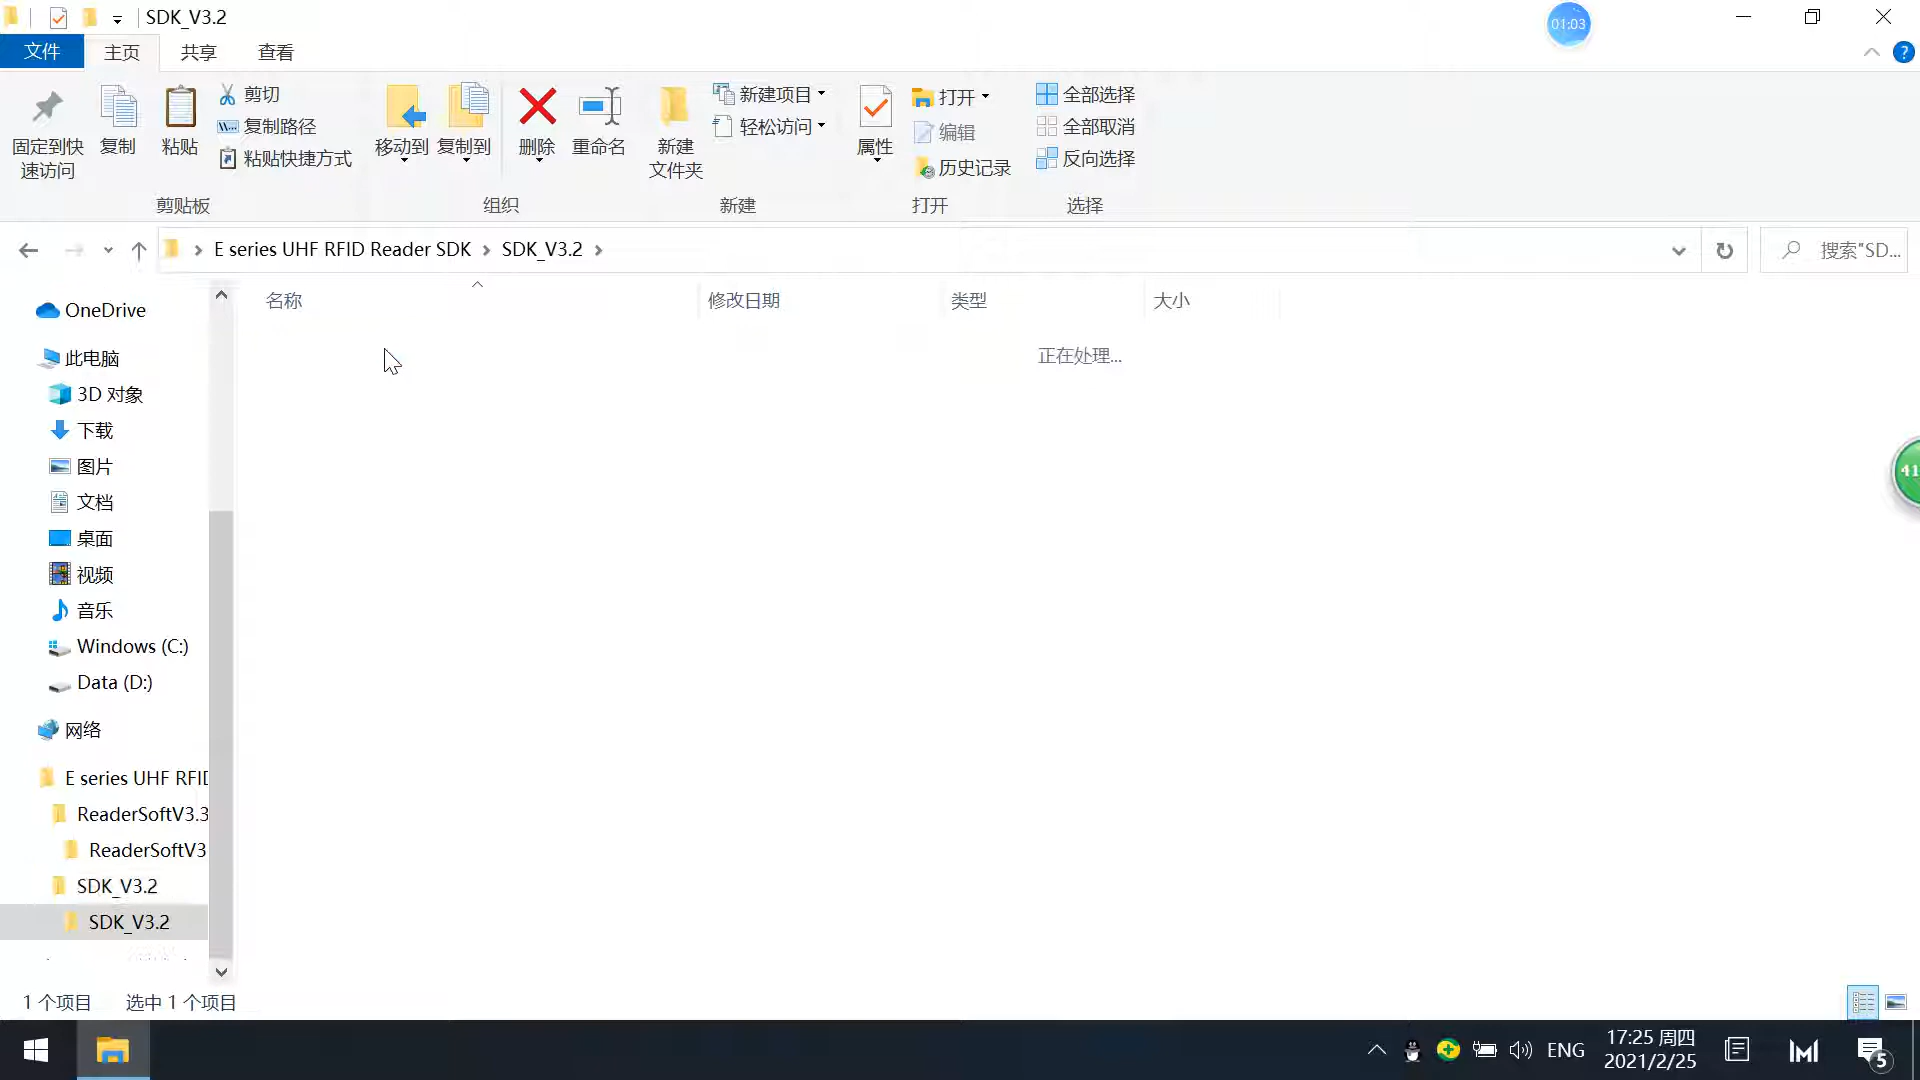 SDK_V3.2
01:03
文件 主页 共享 查看
?
固定到快
速访问
复制
粘贴
剪切
复制路径
粘贴快捷方式
剪贴板
移动到 复制到
删除 重命名
组织
新建
文件夹
新建项目
轻松访问
新建
属性
打开
编辑
历史记录
打开
全部选择
全部取消
反向选择
选择
E series UHF RFID Reader SDK > SDK_V3.2 >
搜索"SD...
名称 修改日期 类型 大小
正在处理...
OneDrive
此电脑
3D 对象
下载
图片
文档
桌面
视频
音乐
Windows (C:)
Data (D:)
网络
E series UHF RFID
ReaderSoftV3.3
ReaderSoftV3
SDK_V3.2
SDK_V3.2
41
1 个项目 选中 1 个项目
ENG
17:25 周四
2021/2/25
5